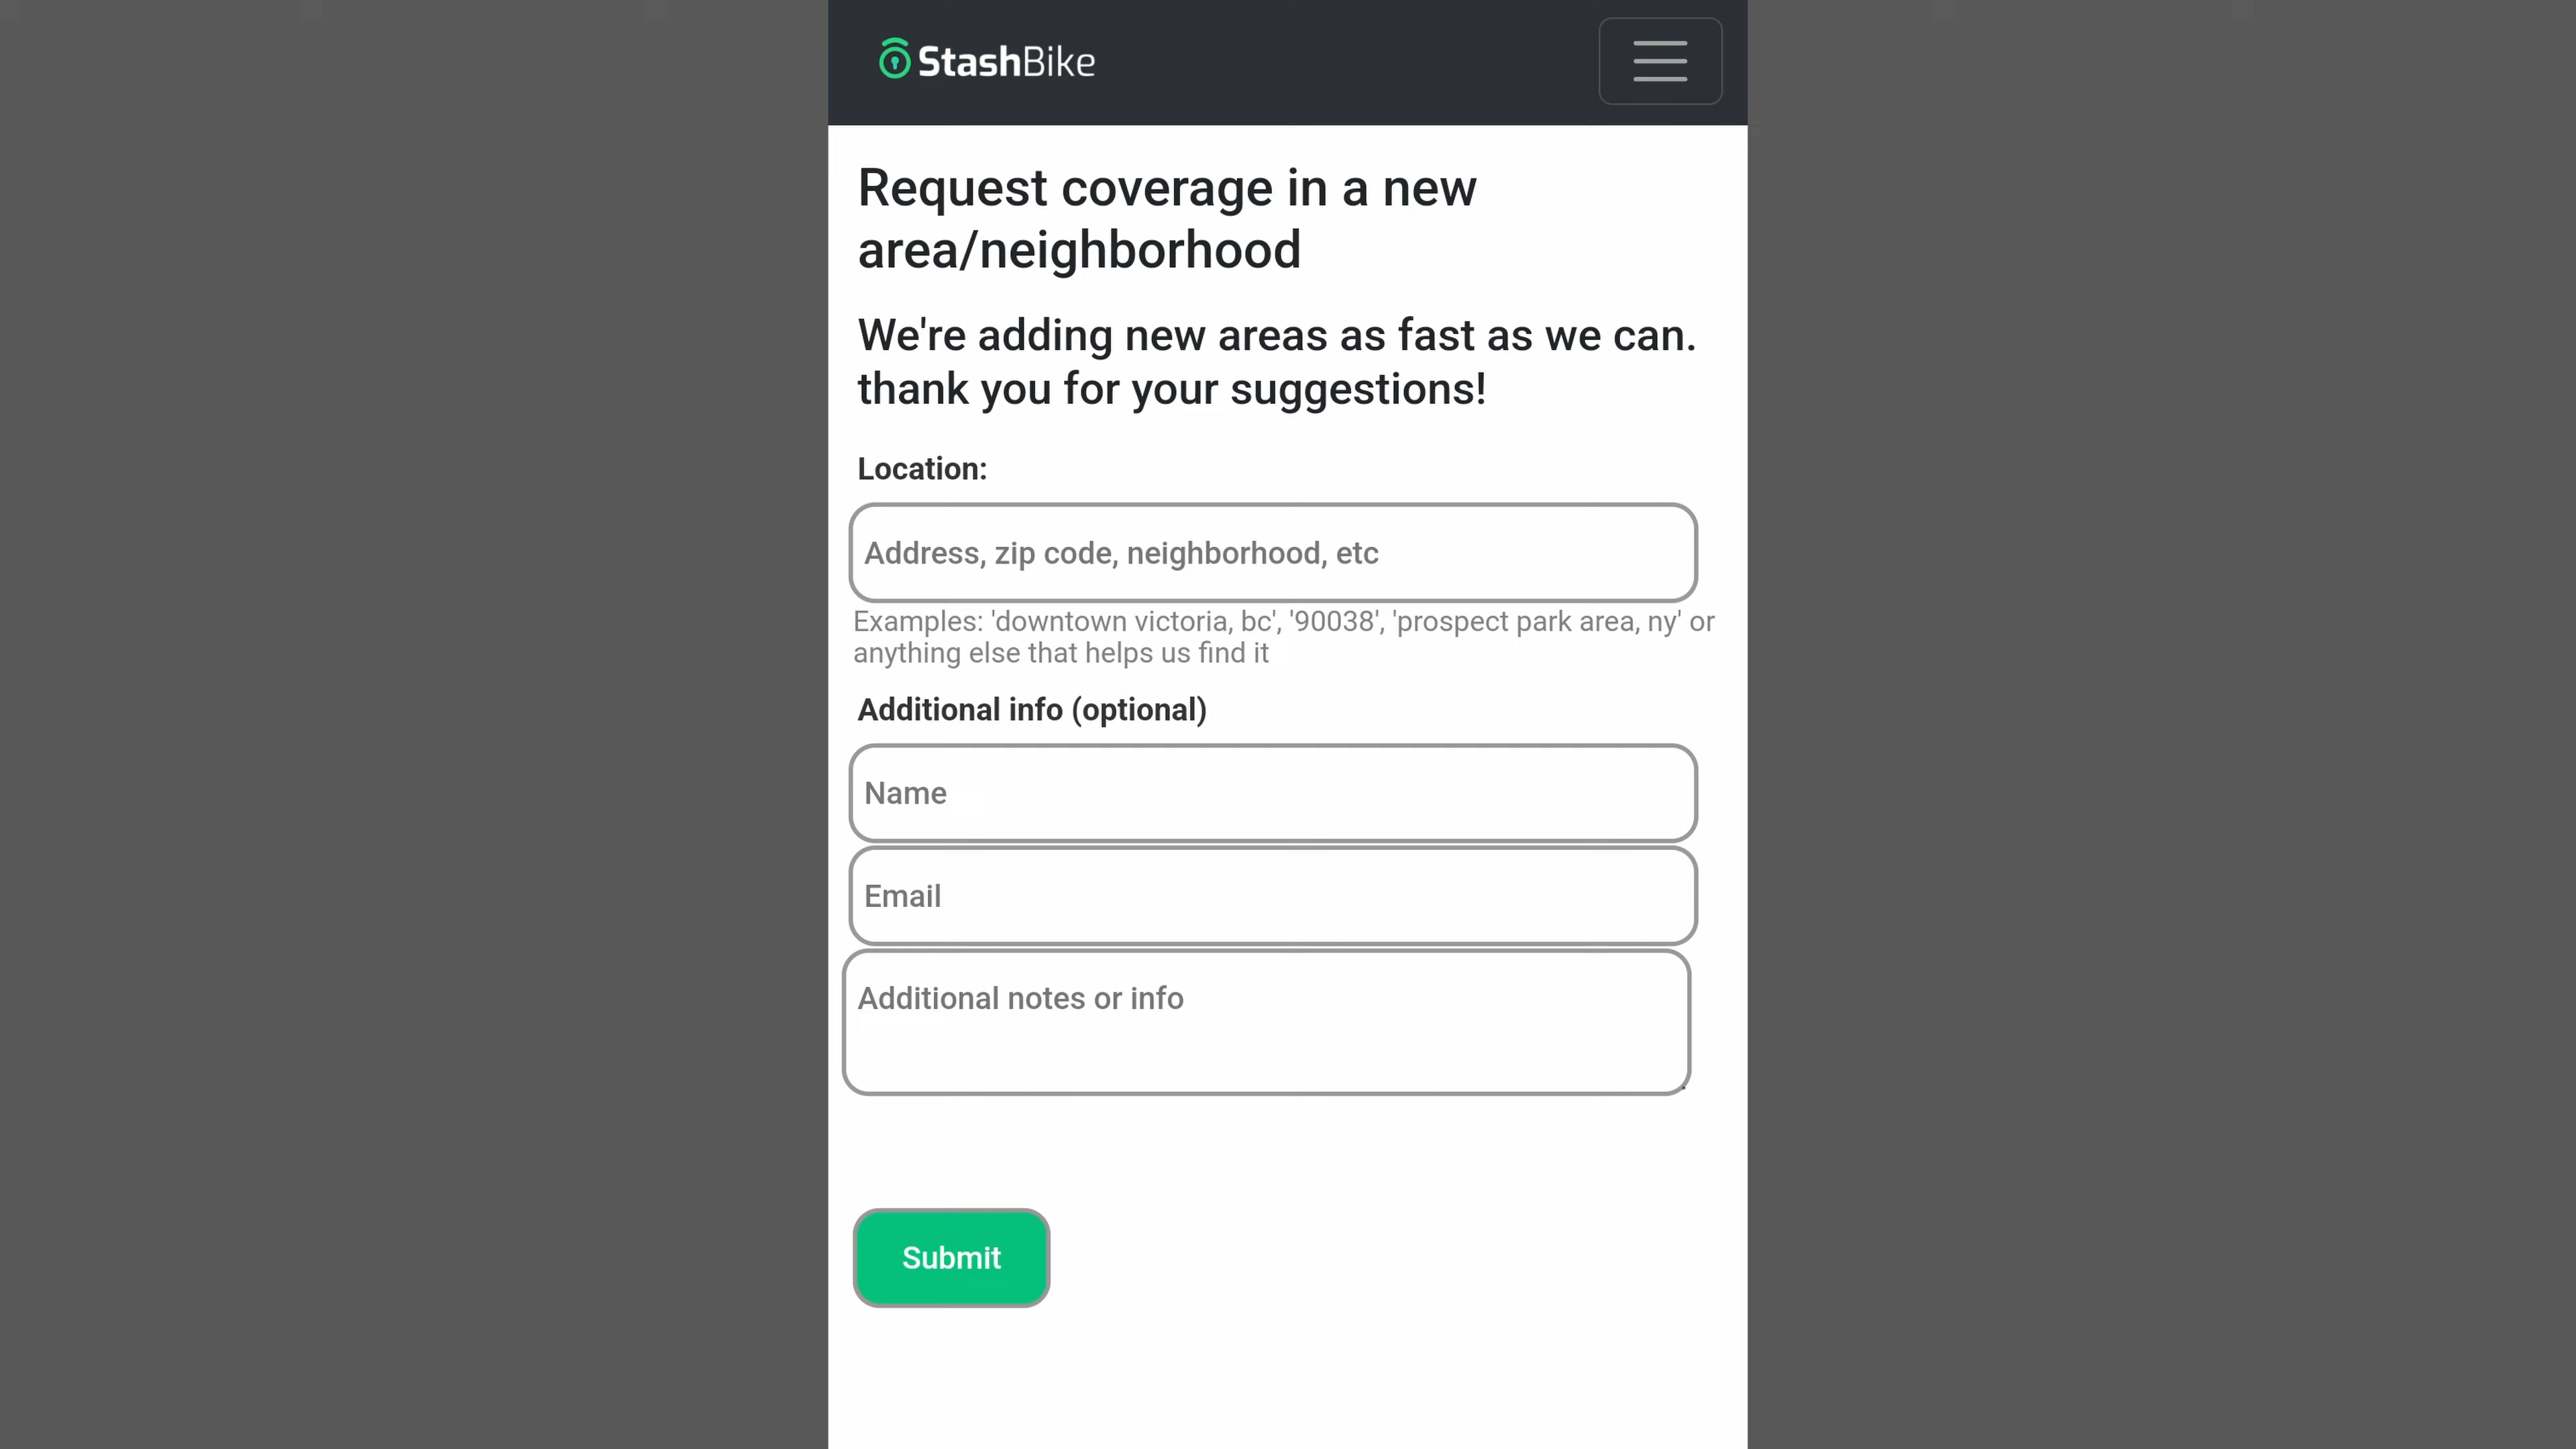 StashBike
Request coverage in a new
area/neighborhood
We're adding new areas as fast as we can.
thank you for your suggestions!
Location:
Address, zip code, neighborhood, etc
Examples: 'downtown victoria, bc', '90038', 'prospect park area, ny' or
anything else that helps us find it
Additional info (optional)
Name
Email
Additional notes or info
Submit